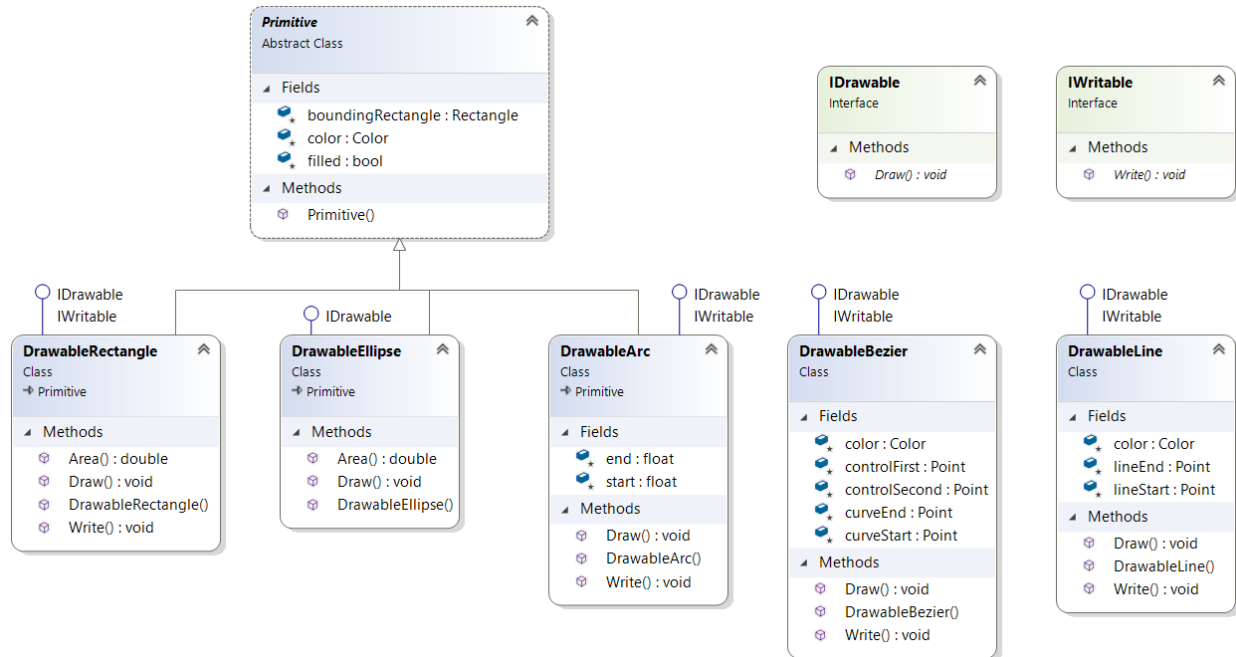 Primitive
Abstract Class
Fields
boundingRectangle : Rectangle
color : Color
filled : bool
Methods
Primitive()
IDrawable
Interface
Methods
Draw() : void
IWritable
Interface
Methods
Write() : void
IDrawable
IWritable
DrawableRectangle
Class
Primitive
Methods
Area() : double
Draw() : void
DrawableRectangle()
Write() : void
IDrawable
DrawableEllipse
Class
Primitive
Methods
Area() : double
Draw() : void
DrawableEllipse()
IDrawable
IWritable
DrawableArc
Class
Primitive
Fields
end : float
start : float
Methods
Draw() : void
DrawableArc()
Write() : void
IDrawable
IWritable
DrawableBezier
Class
Fields
color : Color
controlFirst : Point
controlSecond : Point
curveEnd : Point
curveStart : Point
Methods
Draw() : void
DrawableBezier()
Write() : void
IDrawable
IWritable
DrawableLine
Class
Fields
color : Color
lineEnd : Point
lineStart : Point
Methods
Draw() : void
DrawableLine()
Write() : void